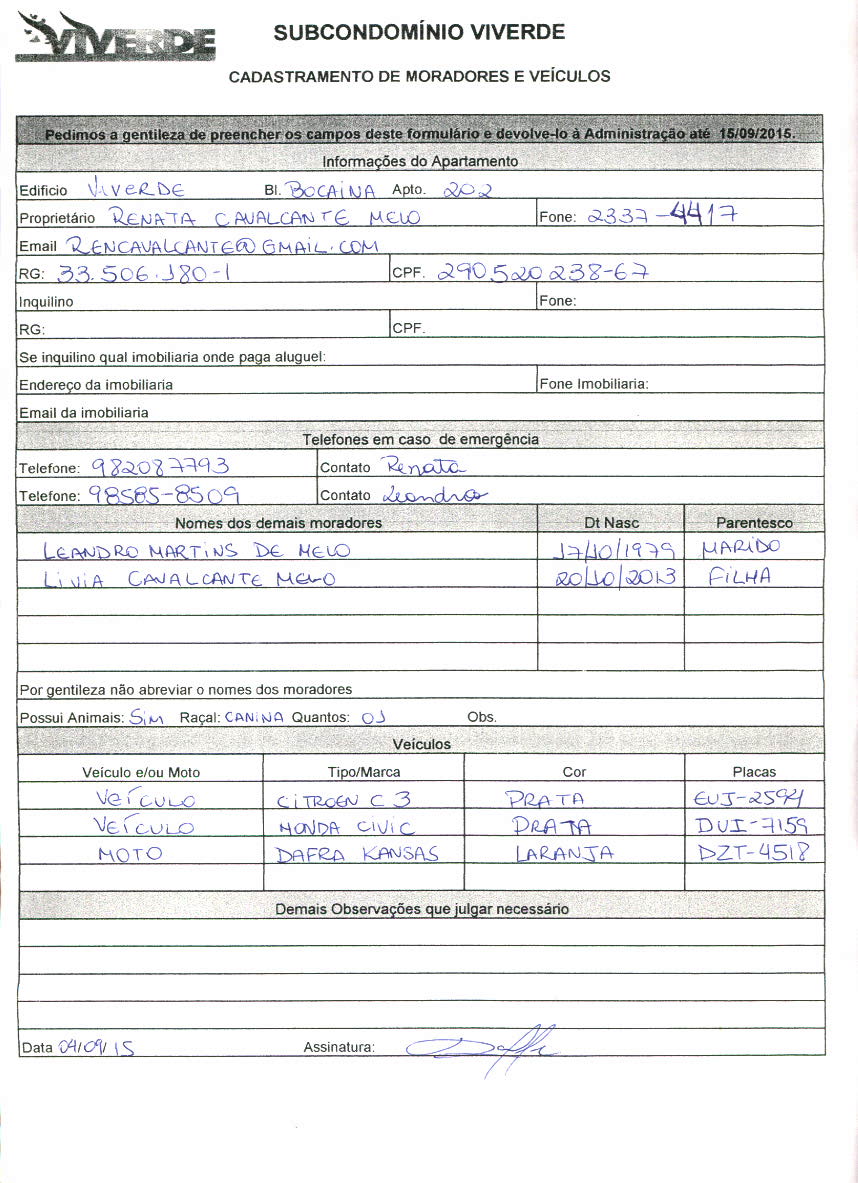 VIVERDE
SUBCONDOMÍNIO VIVERDE
CADASTRAMENTO DE MORADORES E VEÍCULOS
Pedimos a gentileza de preencher os campos deste formulário e devolve-lo à Administração até 15/09/2015.
Informações do Apartamento
Edificio VIVERDE Bl. BOCAINA Apto. 202
Proprietário RENATA CAVALCANTE MELO Fone: 2337-4417
Email RENCAVALCANTE@GMAIL.COM
RG: 33.506.180-1 CPF. 290520238-67
Inquilino Fone:
RG: CPF.
Se inquilino qual imobiliaria onde paga aluguel:
Endereço da imobiliaria Fone Imobiliaria:
Email da imobiliaria
Telefones em caso de emergência
Telefone: 982087793 Contato Renata
Telefone: 98585-8509 Contato Leandro
Nomes dos demais moradores Dt Nasc Parentesco
LEANDRO MARTINS DE MELO 17/10/1979 MARIDO
LIVIA CAVALCANTE MELO 20/10/2013 FILHA
Por gentileza não abreviar o nomes dos moradores
Possui Animais: SIM Raçal: CANINA Quantos: 01 Obs.
Veículos
Veículo e/ou Moto Tipo/Marca Cor Placas
VEÍCULO CITROEN C3 PRATA EUJ-2594
VEÍCULO HONDA CIVIC PRATA DUI-7159
MOTO DAFRA KANSAS LARANJA DZT-4518
Demais Observações que julgar necessário
Data 04/09/15 Assinatura: